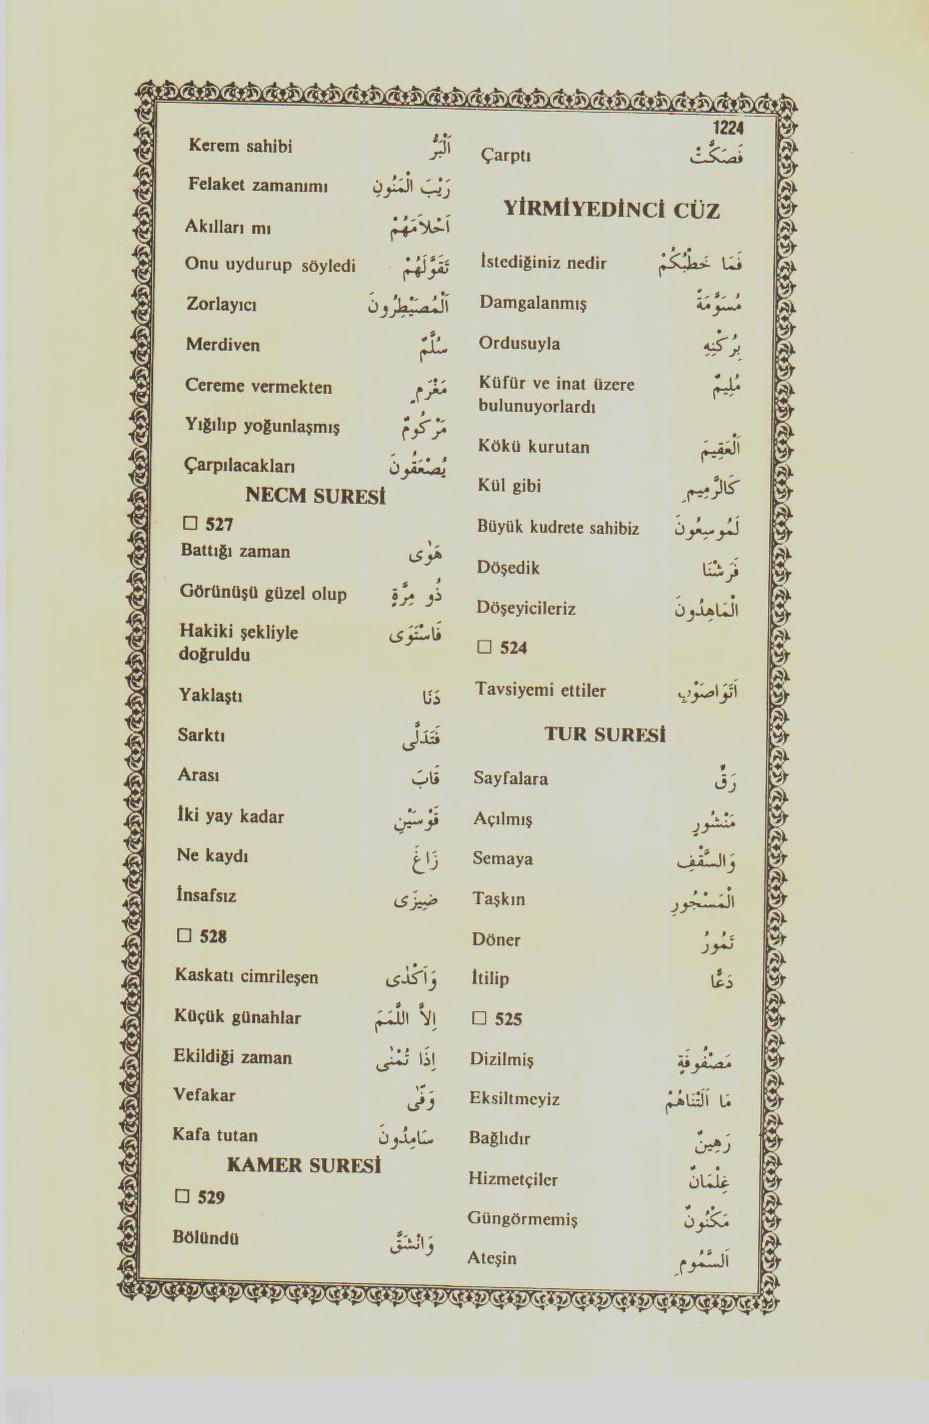 1224
Çarptı فَصَكَّتْ
YİRMİYEDİNCİ CÜZ
İstediğiniz nedir فَمَا خَطْبُكُمْ
Damgalanmış مُسَوَّمَةً
Ordusuyla بِرُكْنِهِ
Küfür ve inat üzere مُلِيمٌ
bulunuyorlardı
Kökü kurutan اَلْعَقِيمَ
Kül gibi كَالرَّمِيمِ
Büyük kudrete sahibiz لَمُوسِعُونَ
Döşedik فَرَشْنَا
Döşeyicileriz الْمَاهِدُونَ
□ 524
Tavsiyemi ettiler اَتَوَاصَوْبِ
TUR SURESİ
Sayfalara رَقٍّ
Açılmış مَنْشُورٍ
Semaya وَالسَّقْفِ
Taşkın الْمَسْجُورِ
Döner تَمُورُ
İtilip دَعًّا
□ 525
Dizilmiş مَصْفُوفَةٍ
Eksiltmeyiz مَا اَلَتْنَاهُمْ
Bağlıdır رَهِينٌ
Hizmetçiler غِلْمَانٌ
Güngörmemiş مَكْنُونٌ
Ateşin اَلسَّمُومِ
Kerem sahibi اَلْبَرُّ
Felaket zamanımı رَيْبَ الْمَنُونِ
Akılları mı اَحْلاَمُهُمْ
Onu uydurup söyledi تَقَوَّلَهُمْ
Zorlayıcı اَلْمُصَيْطِرُونَ
Merdiven سُلَّمٌ
Cereme vermekten مَغْرَمٍ
Yığılıp yoğunlaşmış مَرْكُومٌ
Çarpılacakları يُصْعَقُونَ
NECM SURESİ
□ 527
Battığı zaman هَوٰى
Görünüşü güzel olup ذُو مِرَّةٍ
Hakiki şekliyle فَاسْتَوٰى
doğruldu
Yaklaştı دَنَا
Sarktı فَتَدَلّٰى
Arası قَابَ
İki yay kadar قَوْسَيْنِ
Ne kaydı زَاغَ
İnsafsız ضِيزٰى
□ 528
Kaskatı cimrileşen وَاَكْدٰى
Küçük günahlar اِلاَّ اللَّمَمَ
Ekildiği zaman اِذَا تُمْنٰى
Vefakar وَفّٰى
Kafa tutan سَامِدُونَ
KAMER SURESİ
□ 529
Bölündü وَانْشَقَّ